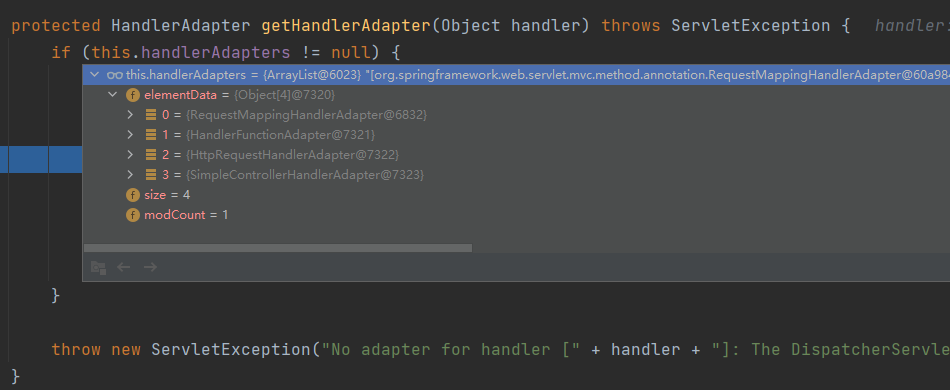 protected HandlerAdapter getHandlerAdapter(Object handler) throws ServletException {   handler:
if (this.handlerAdapters != null) {
this.handlerAdapters = {ArrayList@6023} "[org.springframework.web.servlet.mvc.method.annotation.RequestMappingHandlerAdapter@60a984
elementData = {Object[4]@7320}
0 = {RequestMappingHandlerAdapter@6832}
1 = {HandlerFunctionAdapter@7321}
2 = {HttpRequestHandlerAdapter@7322}
3 = {SimpleControllerHandlerAdapter@7323}
size = 4
modCount = 1
}
throw new ServletException("No adapter for handler [" + handler + "]: The DispatcherServle
}